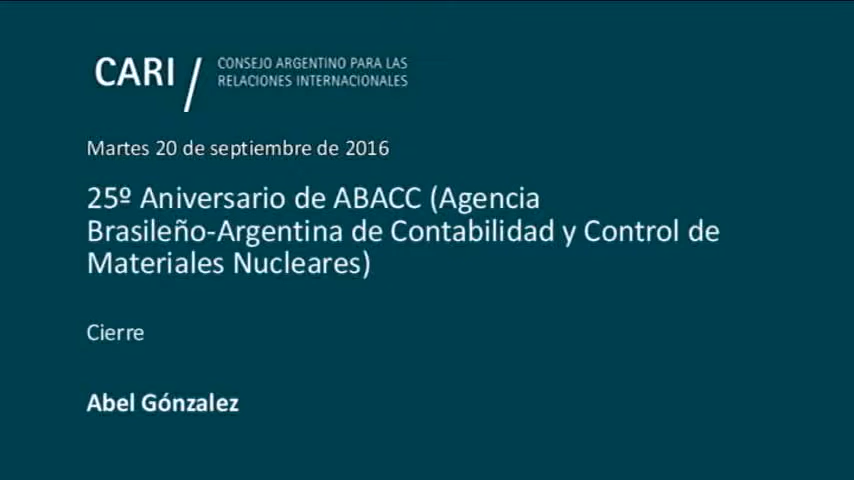 CARI/
CONSEJO ARGENTINO PARA LAS
RELACIONES INTERNACIONALES
Martes 20 de septiembre de 2016
25º Aniversario de ABACC (Agencia
Brasileño-Argentina de Contabilidad y Control de
Materiales Nucleares)
Cierre
Abel Gónzalez